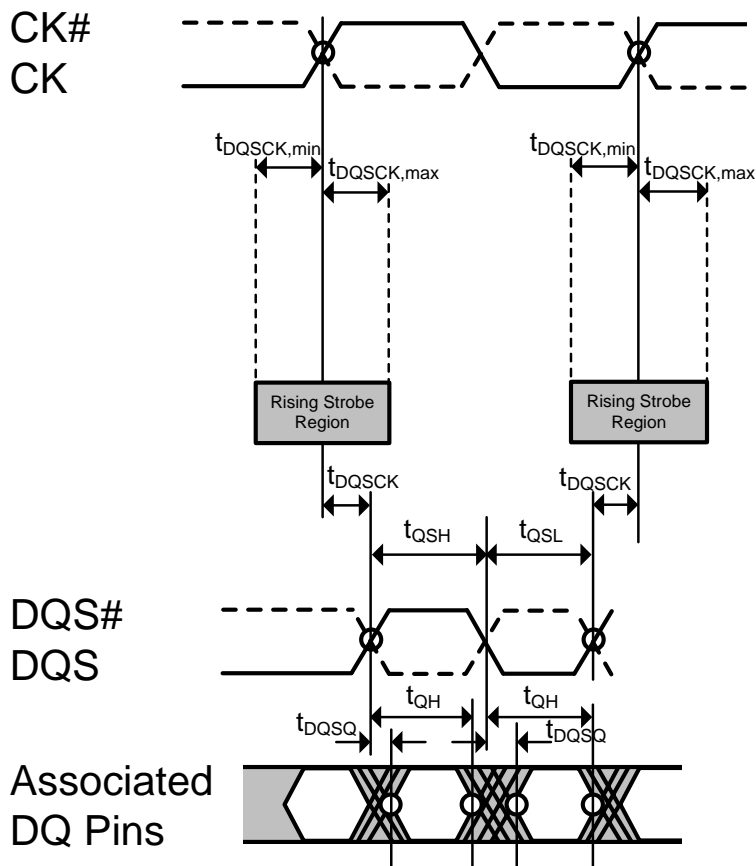 CK#
CK
tDQSCK,min
tDQSCK,max
tDQSCK,min
tDQSCK,max
Rising Strobe
Region
Rising Strobe
Region
tDQSCK
tDQSCK
tQSH
tQSL
DQS#
DQS
tQH
tQH
tDQSQ
tDQSQ
Associated
DQ Pins